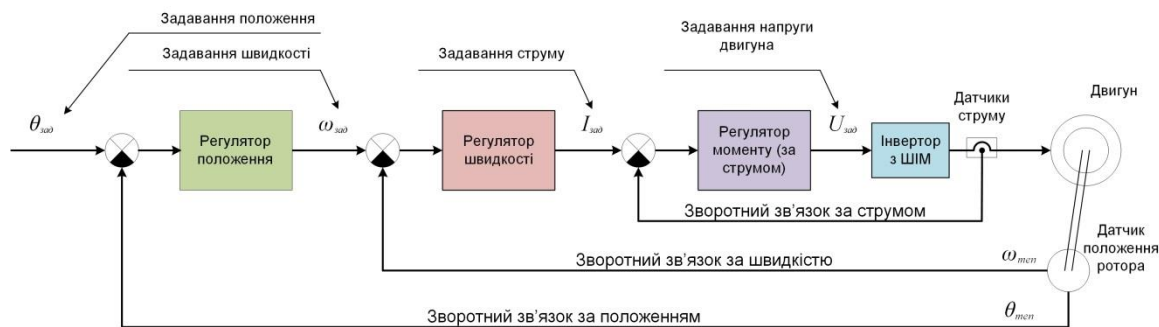 Задавання положення
Задавання швидкості
Задавання струму
Задавання напруги
двигуна
Датчики
струму
Двигун
θзад
Регулятор
положення
ωзад
Регулятор
швидкості
Iзад
Регулятор
моменту (за
струмом)
Uзад
Інвертор
з ШІМ
Зворотний зв’язок за струмом
Датчик
положення
ротора
Зворотний зв’язок за швидкістю
ωтеп
Зворотний зв’язок за положенням
θтеп